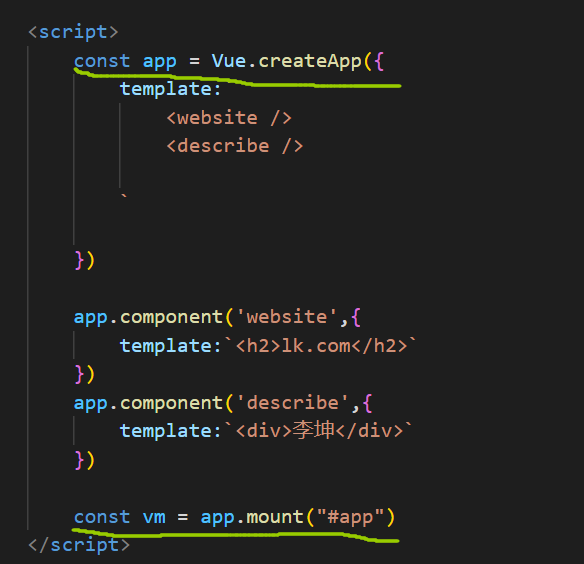 <script>
const app = Vue.createApp({
template:
<website />
<describe />
`
})
app.component('website',{
template:`<h2>lk.com</h2>`
})
app.component('describe',{
template:`<div>李坤</div>`
})
const vm = app.mount("#app")
</script>